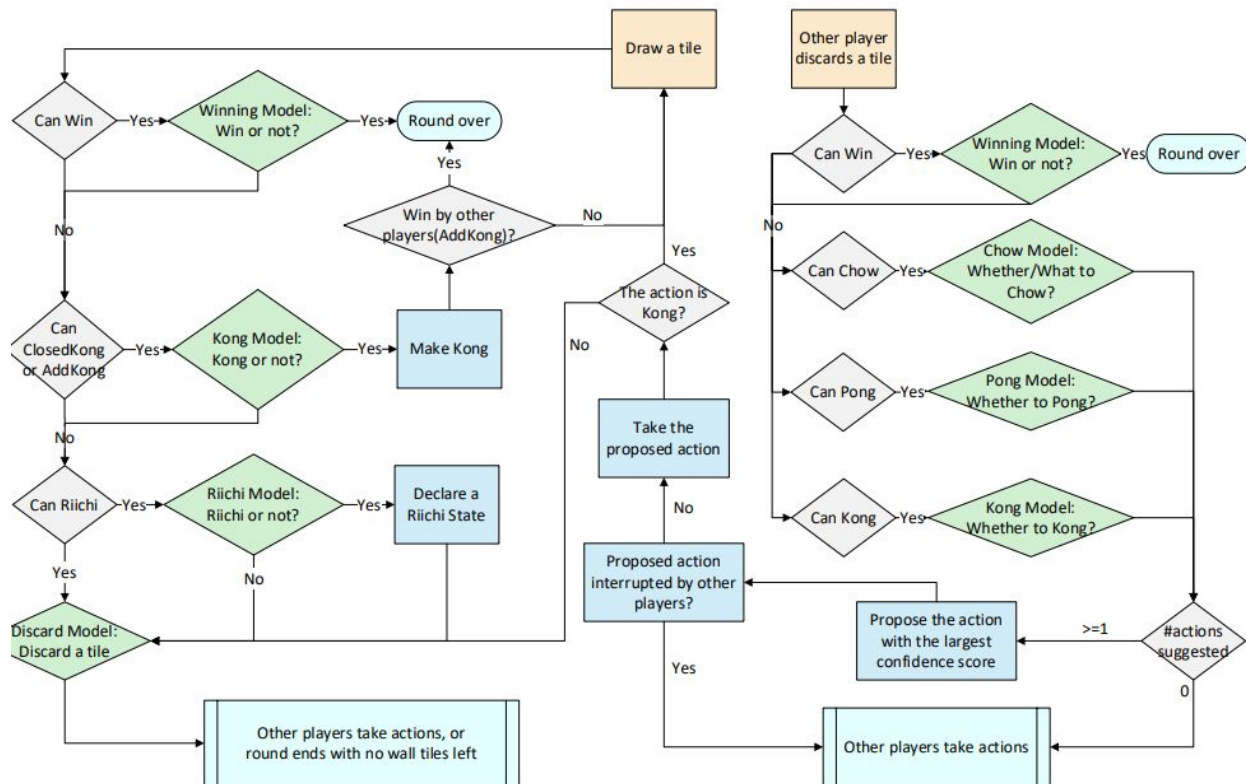 Draw a tile
Other player
discards a tile
Can Win
Yes
Winning Model:
Win or not?
Yes
Round over
Can Win
Yes
Winning Model:
Win or not?
Yes
Round over
Yes
Win by other
players(AddKong)?
No
No
No
Can Chow
Yes
Chow Model:
Whether/What to
Chow?
Yes
The action is
Kong?
No
Can
ClosedKong
or AddKong
Yes
Kong Model:
Kong or not?
Yes
Make Kong
Can Pong
Yes
Pong Model:
Whether to Pong?
Take the
proposed action
No
Can Riichi
Yes
Riichi Model:
Riichi or not?
Yes
Declare a
Riichi State
No
Can Kong
Yes
Kong Model:
Whether to Kong?
Yes
No
Proposed action
interrupted by other
players?
Discard Model:
Discard a tile
Propose the action
with the largest
confidence score
>=1
#actions
suggested
Yes
0
Other players take actions, or
round ends with no wall tiles left
Other players take actions